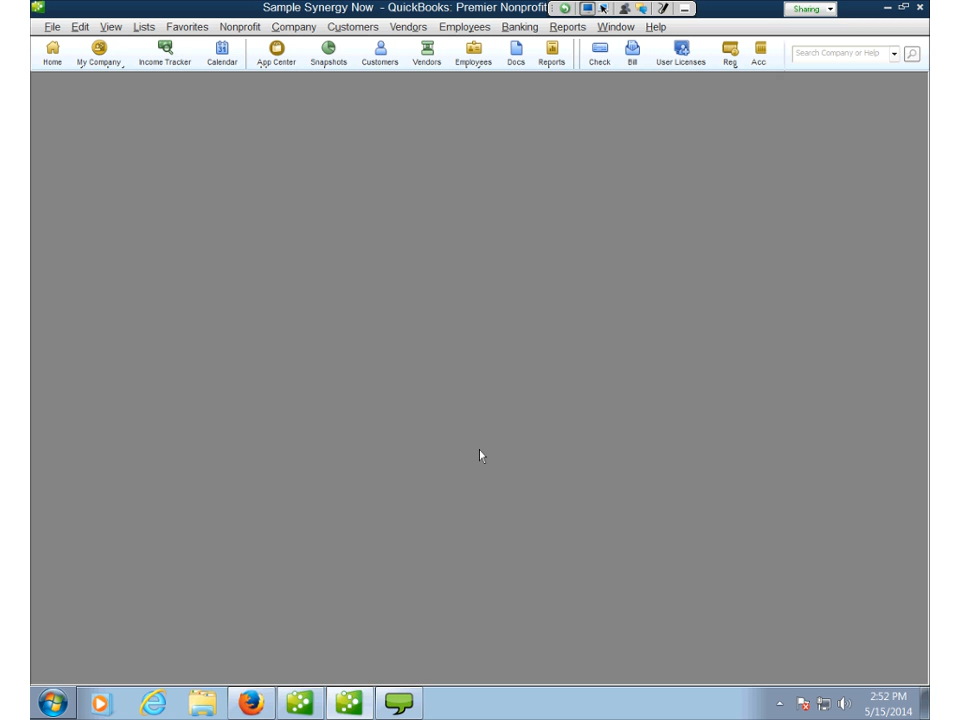 Sample Synergy Now - QuickBooks: Premier Nonprofit
Sharing
File Edit View Lists Favorites Nonprofit Company Customers Vendors Employees Banking Reports Window Help
Home My Company Income Tracker Calendar App Center Snapshots Customers Vendors Employees Docs Reports Check Bill User Licenses Reg Acc
Search Company or Help
2:52 PM
5/15/2014